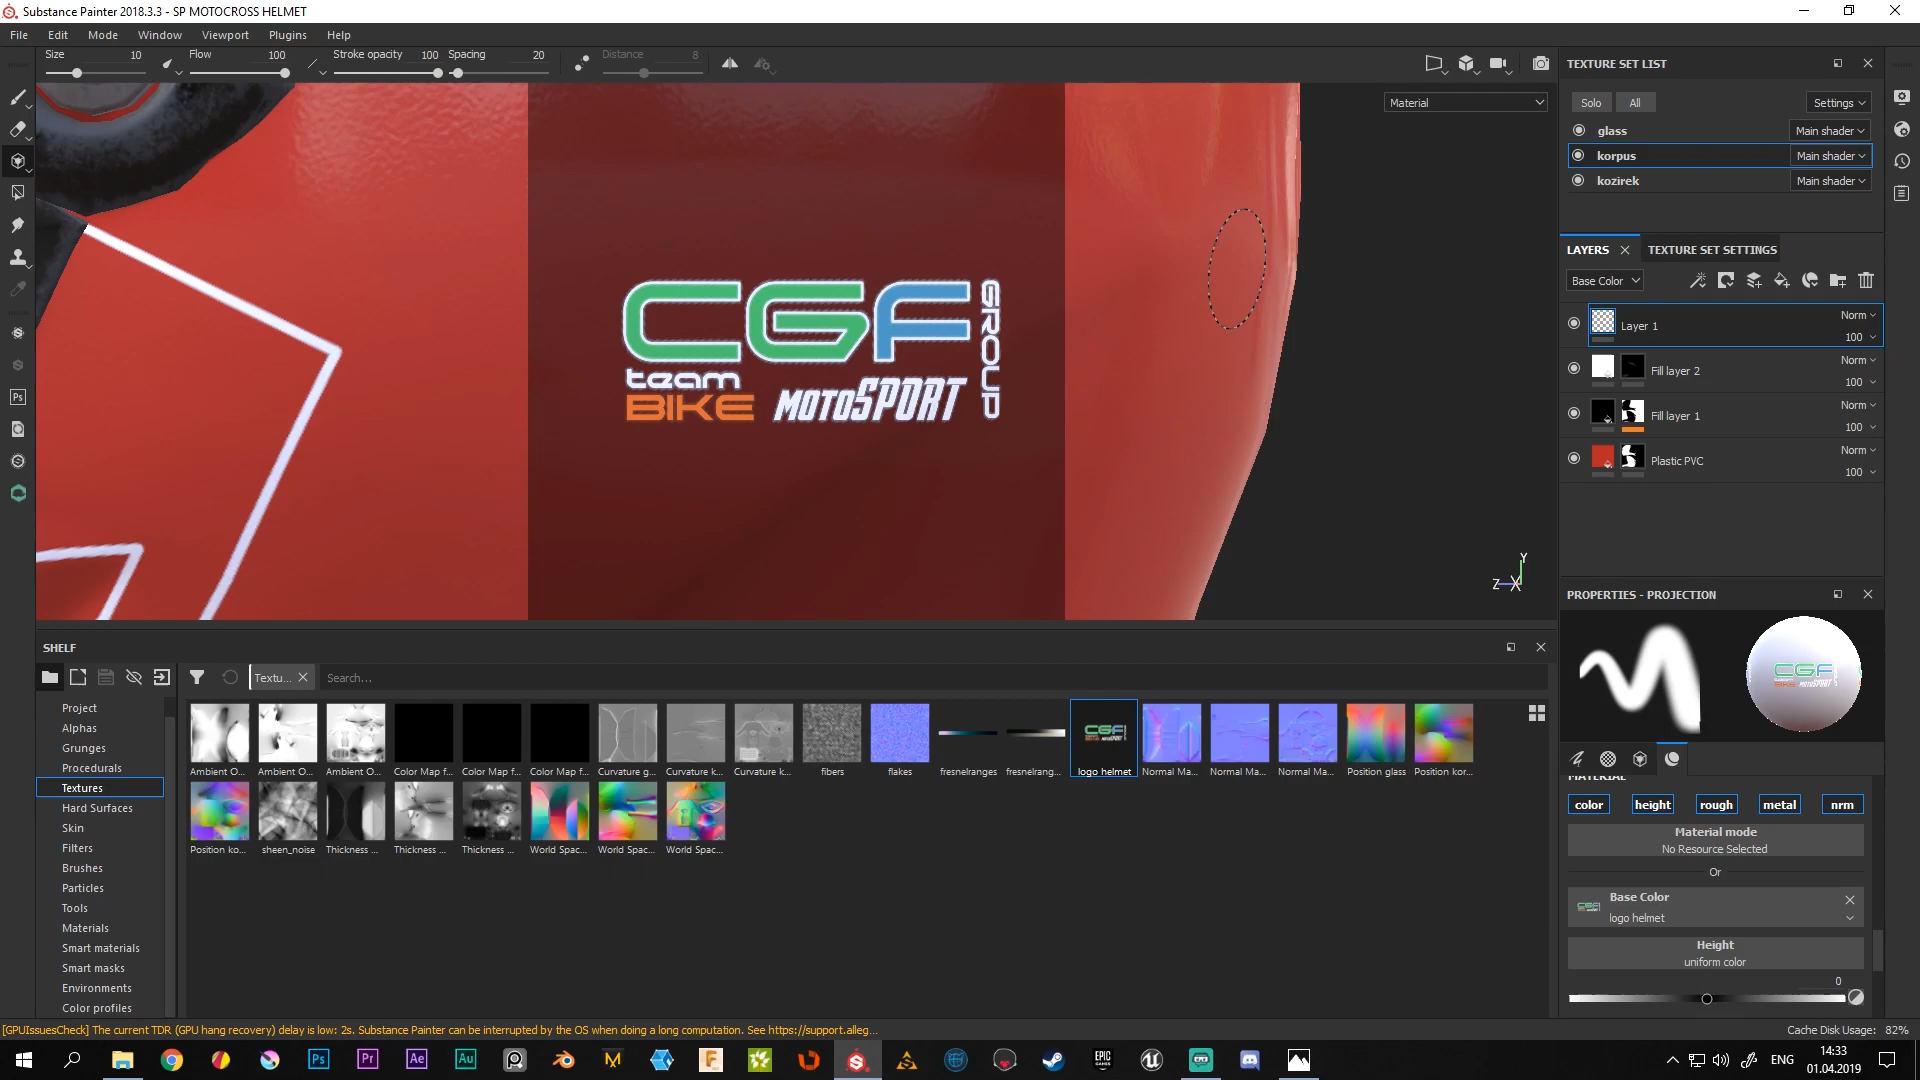 Substance Painter 2018.3.3 - SP MOTOCROSS HELMET
File Edit Mode Window Viewport Plugins Help
Size 10 Flow 100 Stroke opacity 100 Spacing 20 Distance 8
Material
CGF GROUP
team
BIKE MOTOSPORT
Y
Z X
TEXTURE SET LIST
Solo All Settings
glass Main shader
korpus Main shader
kozirek Main shader
LAYERS TEXTURE SET SETTINGS
Base Color
Layer 1 Norm 100
Fill layer 2 Norm 100
Fill layer 1 Norm 100
Plastic PVC Norm 100
PROPERTIES - PROJECTION
CGF
BIKE MOTOSPORT
MATERIAL
color height rough metal nrm
Material mode
No Resource Selected
Or
Base Color
logo helmet
Height
uniform color
0
SHELF
Textu... Search...
Project
Alphas
Grunges
Procedurals
Textures
Hard Surfaces
Skin
Filters
Brushes
Particles
Tools
Materials
Smart materials
Smart masks
Environments
Color profiles
Ambient O... Ambient O... Ambient O... Color Map f... Color Map f... Color Map f... Curvature g... Curvature k... Curvature k... fibers flakes fresnelranges fresnelrang... logo helmet Normal Ma... Normal Ma... Normal Ma... Position glass Position kor...
Position ko... sheen_noise Thickness ... Thickness ... Thickness ... World Spac... World Spac... World Spac...
[GPUIssuesCheck] The current TDR (GPU hang recovery) delay is low: 2s. Substance Painter can be interrupted by the OS when doing a long computation. See https://support.alleg...
Cache Disk Usage: 82%
Ps Pr Ae Au
ENG
14:33
01.04.2019